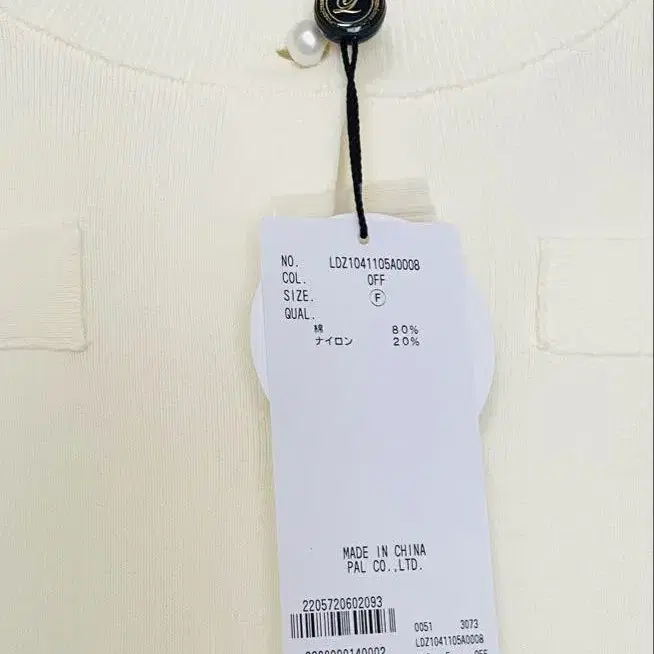 NO. LDZ1041105A0008
COL. OFF
SIZE. F
QUAL.
綿 80%
ナイロン 20%
MADE IN CHINA
PAL CO.,LTD.
2205720602093
0051 3073
LDZ1041105A0008
OFF